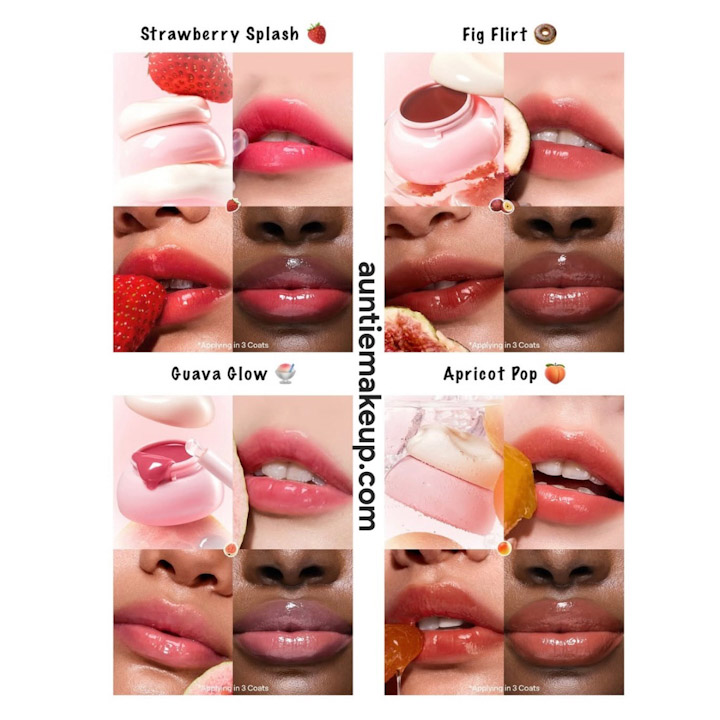 Strawberry Splash
Fig Flirt
*Applying in 3 Coats
*Applying in 3 Coats
auntiemakeup.com
Guava Glow
Apricot Pop
*Applying in 3 Coats
*Applying in 3 Coats